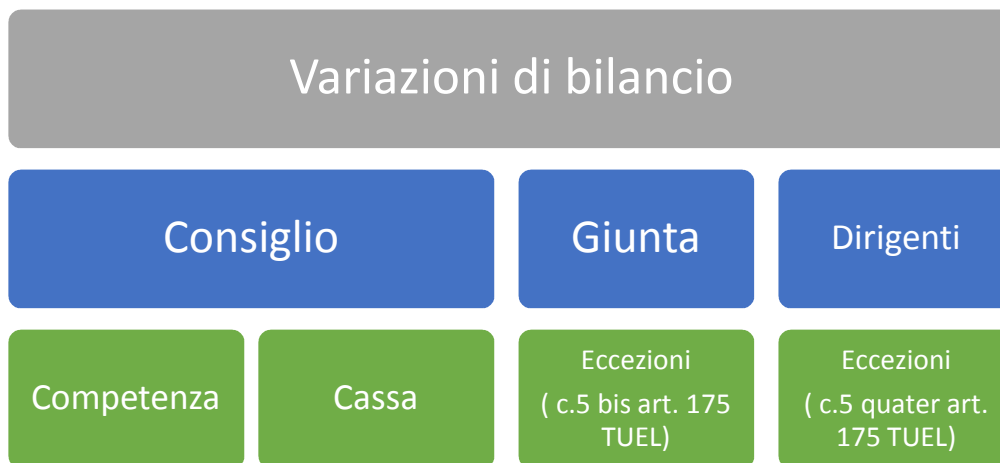 Variazioni di bilancio
Consiglio
Giunta
Dirigenti
Competenza
Cassa
Eccezioni
( c.5 bis art. 175
TUEL)
Eccezioni
( c.5 quater art.
175 TUEL)